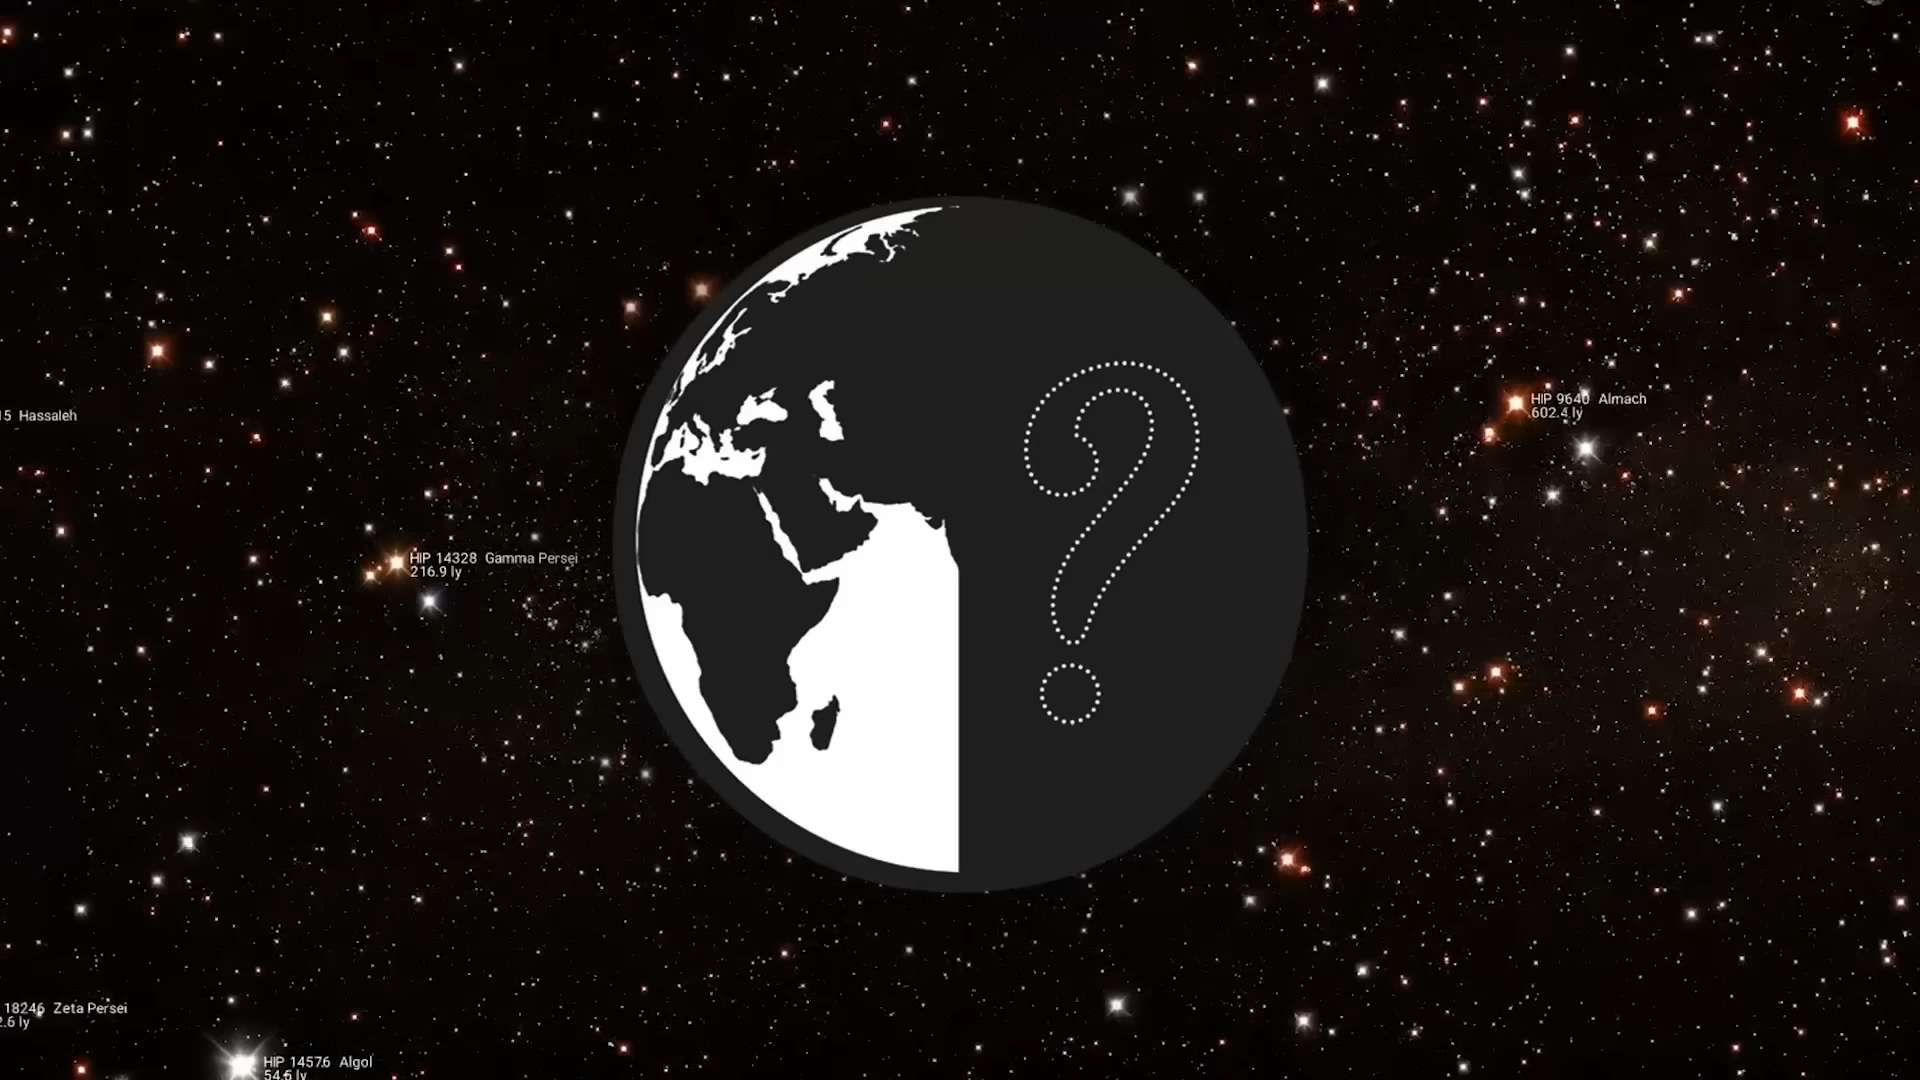 15 Hassaleh
HIP 9640 Almach
602.4 ly
HIP 14328 Gamma Persei
216.9 ly
18246 Zeta Persei
2.6 ly
HIP 14576 Algol
54.5 ly
?